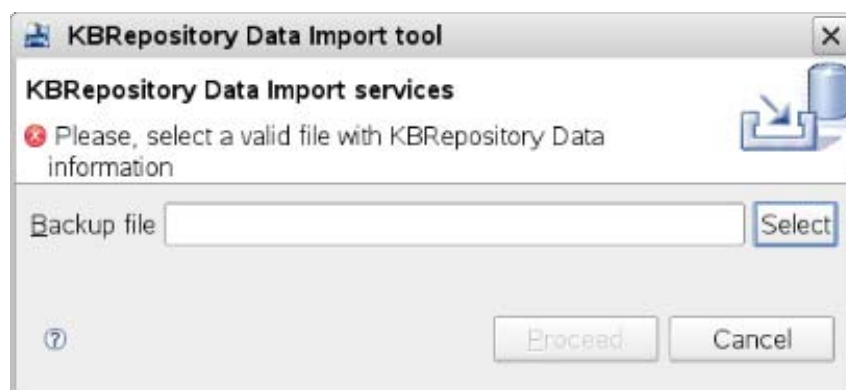 KBRepository Data Import tool
KBRepository Data Import services
Please, select a valid file with KBRepository Data
information
Backup file
Select
Proceed
Cancel